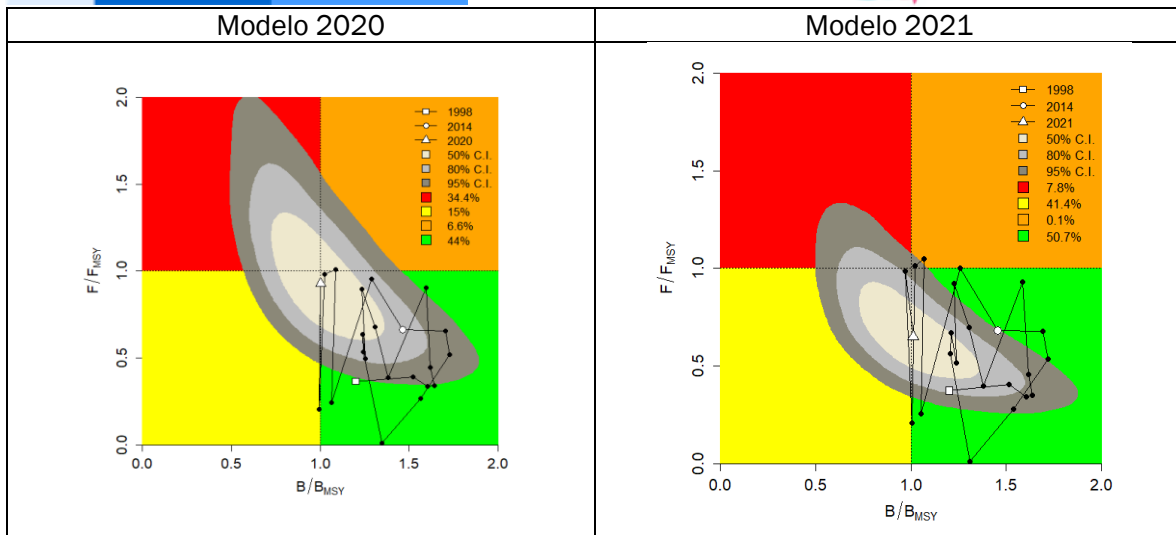 Modelo 2020
Modelo 2021
2.0
1.5
1.0
0.5
0.0
F/F_MSY
1998
2014
2020
50% C.I.
80% C.I.
95% C.I.
34.4%
15%
6.6%
44%
0.0 0.5 1.0 1.5 2.0
B/B_MSY
2.0
1.5
1.0
0.5
0.0
F/F_MSY
1998
2014
2021
50% C.I.
80% C.I.
95% C.I.
7.8%
41.4%
0.1%
50.7%
0.0 0.5 1.0 1.5 2.0
B/B_MSY